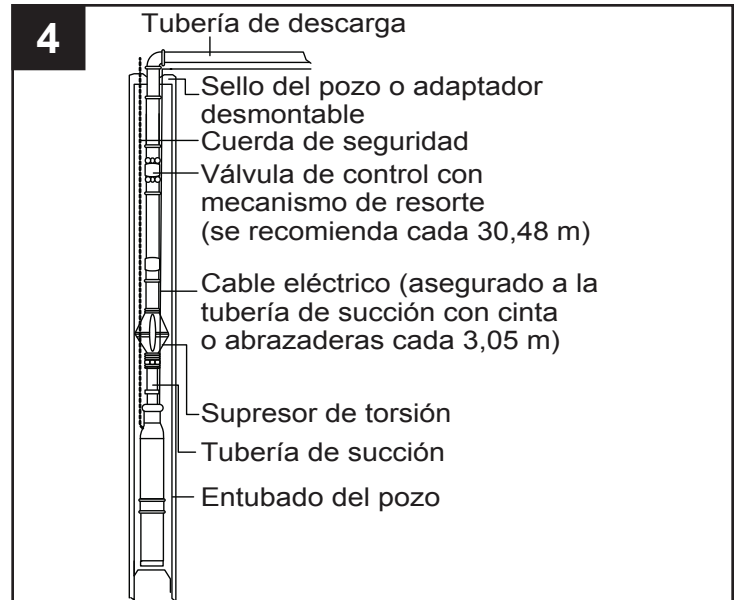 4
Tubería de descarga
Sello del pozo o adaptador
desmontable
Cuerda de seguridad
Válvula de control con
mecanismo de resorte
(se recomienda cada 30,48 m)
Cable eléctrico (asegurado a la
tubería de succión con cinta
o abrazaderas cada 3,05 m)
Supresor de torsión
Tubería de succión
Entubado del pozo